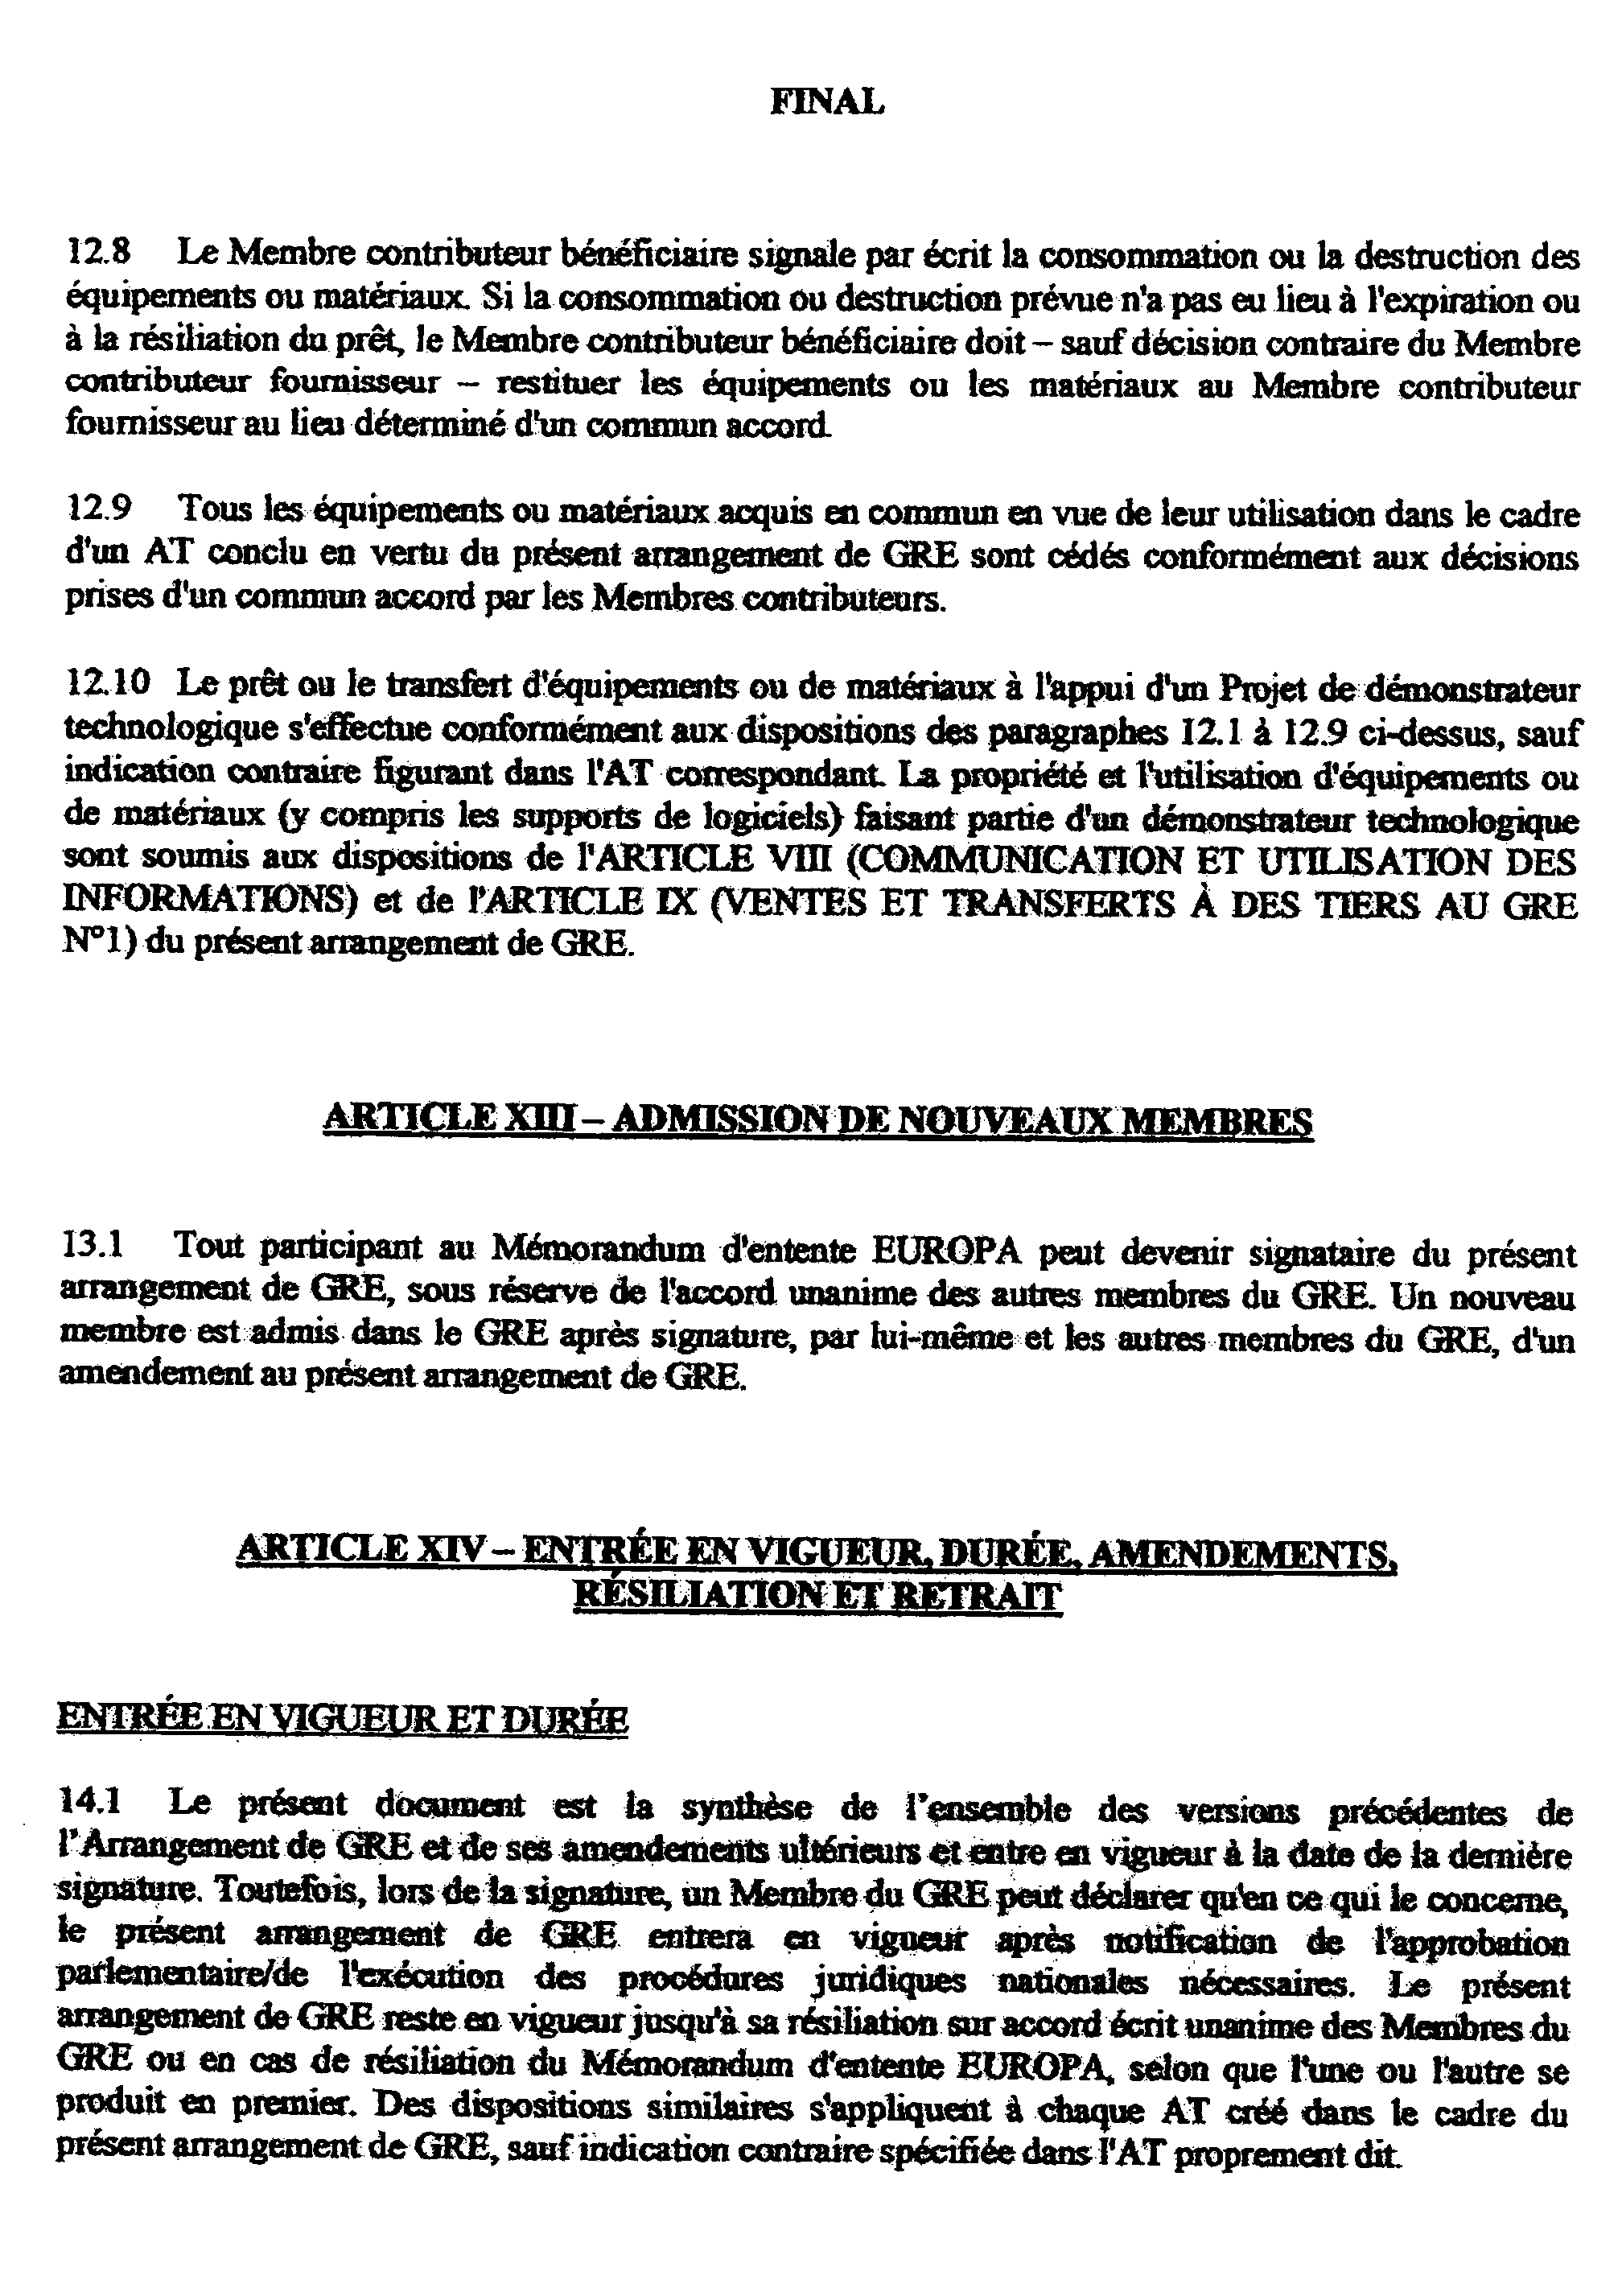 FINAL
12.8 Le Membre contributeur bénéficiaire signale par écrit la consommation ou la destruction des
équipements ou matériaux. Si la consommation ou destruction prévue n'a pas eu lieu à l'expiration ou
à la résiliation du prêt, le Membre contributeur bénéficiaire doit – sauf décision contraire du Membre
contributeur fournisseur – restituer les équipements ou les matériaux au Membre contributeur
fournisseur au lieu déterminé d'un commun accord.
12.9 Tous les équipements ou matériaux acquis en commun en vue de leur utilisation dans le cadre
d'un AT conclu en vertu du présent arrangement de GRE sont cédés conformément aux décisions
prises d'un commun accord par les Membres contributeurs.
12.10 Le prêt ou le transfert d'équipements ou de matériaux à l'appui d'un Projet de démonstrateur
technologique s'effectue conformément aux dispositions des paragraphes 12.1 à 12.9 ci-dessus, sauf
indication contraire figurant dans l'AT correspondant. La propriété et l'utilisation d'équipements ou
de matériaux (y compris les supports de logiciels) faisant partie d'un démonstrateur technologique
sont soumis aux dispositions de l'ARTICLE VIII (COMMUNICATION ET UTILISATION DES
INFORMATIONS) et de l'ARTICLE IX (VENTES ET TRANSFERTS À DES TIERS AU GRE
N°1) du présent arrangement de GRE.
ARTICLE XIII – ADMISSION DE NOUVEAUX MEMBRES
13.1 Tout participant au Mémorandum d'entente EUROPA peut devenir signataire du présent
arrangement de GRE, sous réserve de l'accord unanime des autres membres du GRE. Un nouveau
membre est admis dans le GRE après signature, par lui-même et les autres membres du GRE, d'un
amendement au présent arrangement de GRE.
ARTICLE XIV – ENTRÉE EN VIGUEUR, DURÉE, AMENDEMENTS,
RÉSILIATION ET RETRAIT
ENTRÉE EN VIGUEUR ET DURÉE
14.1 Le présent document est la synthèse de l'ensemble des versions précédentes de
l'Arrangement de GRE et de ses amendements ultérieurs et entre en vigueur à la date de la dernière
signature. Toutefois, lors de la signature, un Membre du GRE peut déclarer qu'en ce qui le concerne,
le présent arrangement de GRE entrera en vigueur après notification de l'approbation
parlementaire/de l'exécution des procédures juridiques nationales nécessaires. Le présent
arrangement de GRE reste en vigueur jusqu'à sa résiliation sur accord écrit unanime des Membres du
GRE ou en cas de résiliation du Mémorandum d'entente EUROPA, selon que l'une ou l'autre se
produit en premier. Des dispositions similaires s'appliquent à chaque AT créé dans le cadre du
présent arrangement de GRE, sauf indication contraire spécifiée dans l'AT proprement dit.